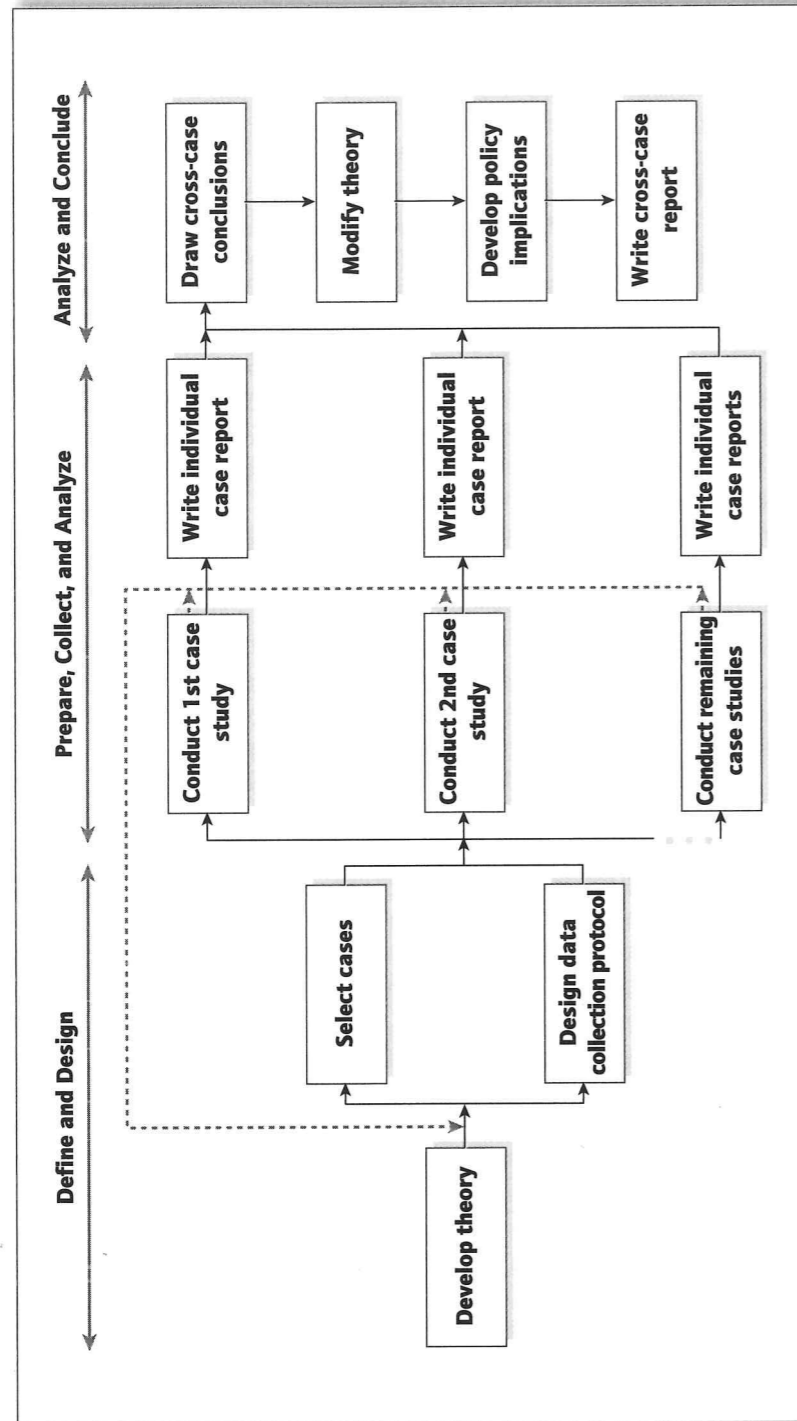 Define and Design
Prepare, Collect, and Analyze
Analyze and Conclude
Develop theory
Select cases
Design data
collection protocol
Conduct 1st case
study
Conduct 2nd case
study
Conduct remaining
case studies
Write individual
case report
Write individual
case report
Write individual
case reports
Draw cross-case
conclusions
Modify theory
Develop policy
implications
Write cross-case
report